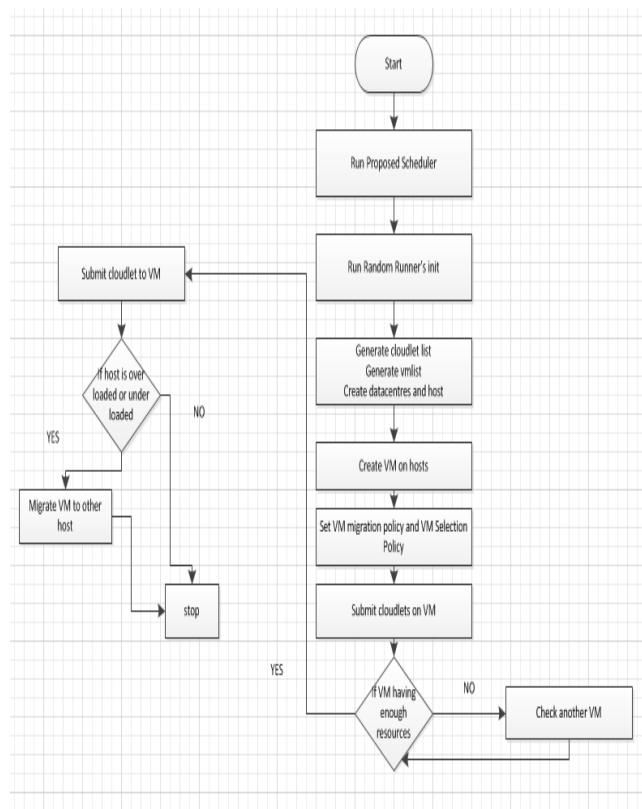 Start
Run Proposed Scheduler
Run Random Runner's init
Generate cloudlet list
Generate vmlist
Create datacentres and host
Create VM on hosts
Set VM migration policy and VM Selection
Policy
Submit cloudlets on VM
If VM having
enough
resources
NO
Check another VM
YES
Submit cloudlet to VM
If host is over
loaded or under
loaded
YES
NO
Migrate VM to other
host
stop